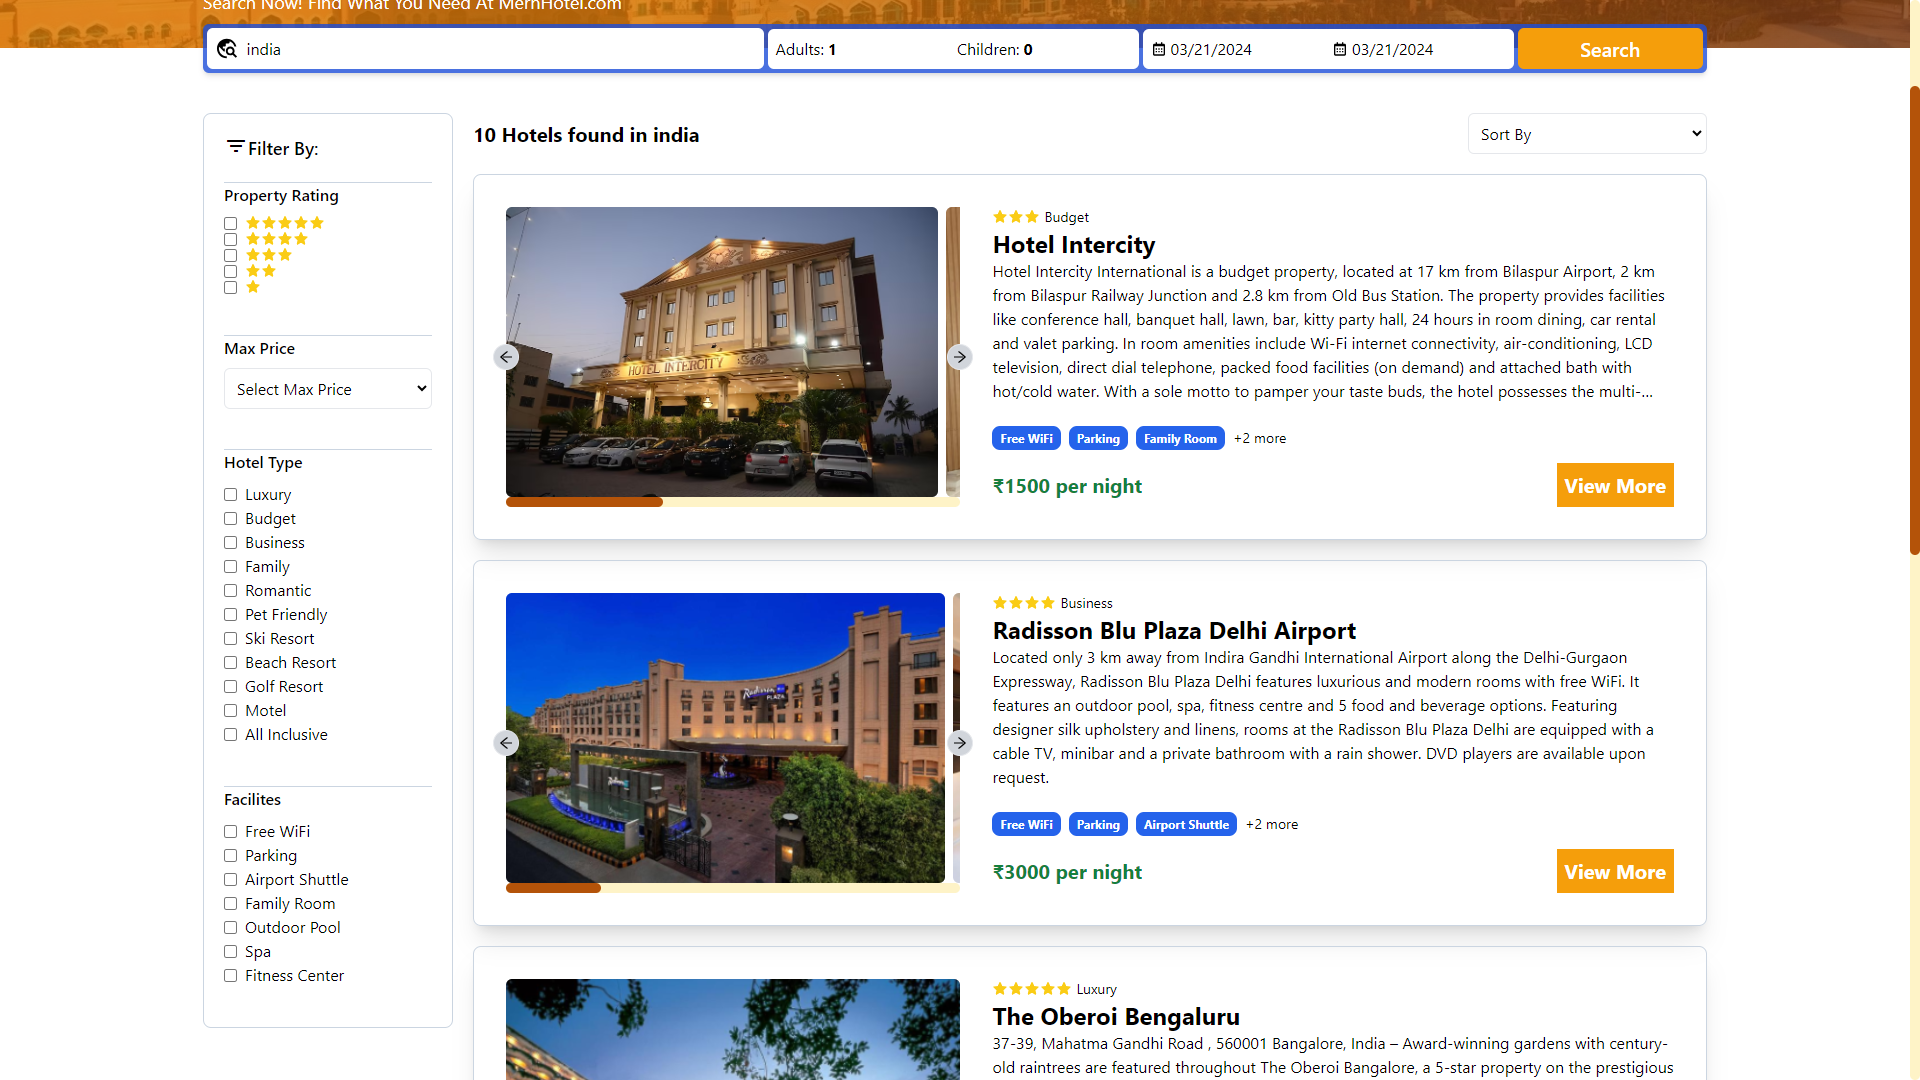 Search Now! Find What You Need At MernHotel.com
india
Adults: 1
Children: 0
03/21/2024
03/21/2024
Search
Filter By:
Property Rating
Max Price
Select Max Price
Hotel Type
Luxury
Budget
Business
Family
Romantic
Pet Friendly
Ski Resort
Beach Resort
Golf Resort
Motel
All Inclusive
Facilites
Free WiFi
Parking
Airport Shuttle
Family Room
Outdoor Pool
Spa
Fitness Center
10 Hotels found in india
Sort By
HOTEL INTERCITY
Budget
Hotel Intercity
Hotel Intercity International is a budget property, located at 17 km from Bilaspur Airport, 2 km
from Bilaspur Railway Junction and 2.8 km from Old Bus Station. The property provides facilities
like conference hall, banquet hall, lawn, bar, kitty party hall, 24 hours in room dining, car rental
and valet parking. In room amenities include Wi-Fi internet connectivity, air-conditioning, LCD
television, direct dial telephone, packed food facilities (on demand) and attached bath with
hot/cold water. With a sole motto to pamper your taste buds, the hotel possesses the multi-...
Free WiFi
Parking
Family Room
+2 more
₹1500 per night
View More
Radisson
PLAZA
Business
Radisson Blu Plaza Delhi Airport
Located only 3 km away from Indira Gandhi International Airport along the Delhi-Gurgaon
Expressway, Radisson Blu Plaza Delhi features luxurious and modern rooms with free WiFi. It
features an outdoor pool, spa, fitness centre and 5 food and beverage options. Featuring
designer silk upholstery and linens, rooms at the Radisson Blu Plaza Delhi are equipped with a
cable TV, minibar and a private bathroom with a rain shower. DVD players are available upon
request.
Free WiFi
Parking
Airport Shuttle
+2 more
₹3000 per night
View More
Luxury
The Oberoi Bengaluru
37-39, Mahatma Gandhi Road , 560001 Bangalore, India – Award-winning gardens with century-
old raintrees are featured throughout The Oberoi Bangalore, a 5-star property on the prestigious